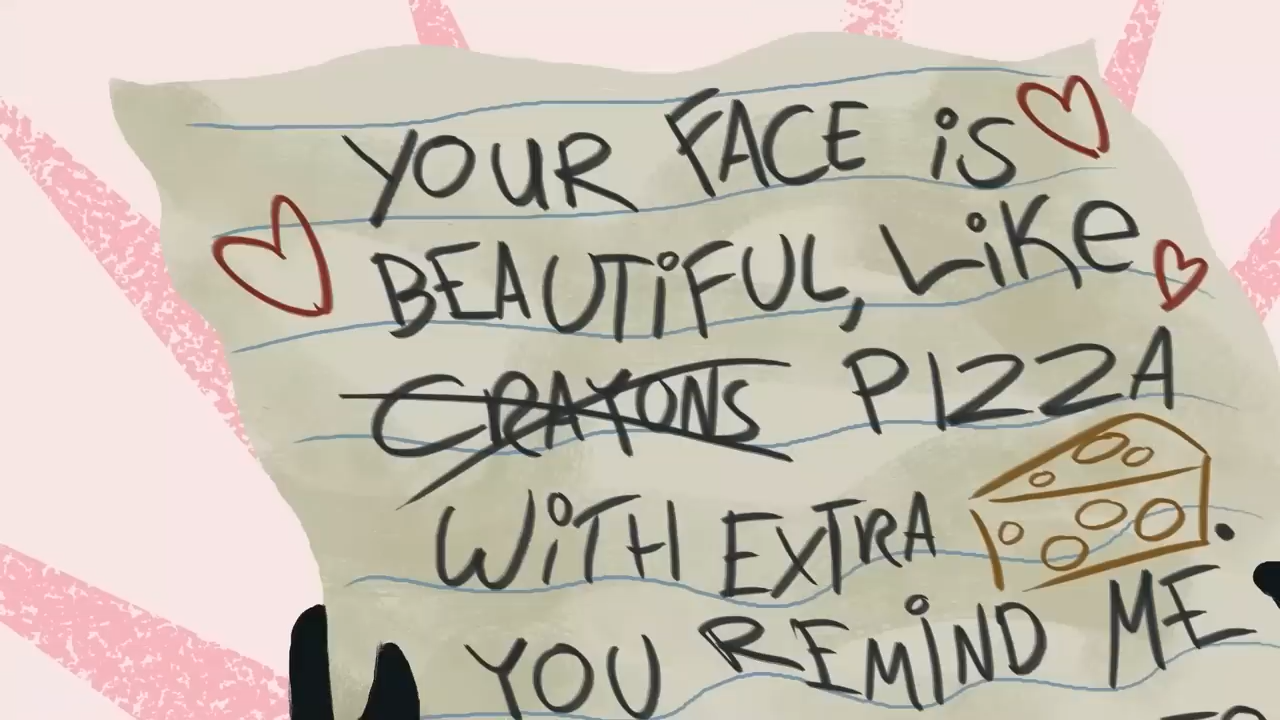 YOUR FACE iS
BEAUTiFUL, LiKe
CRAYONS PIZZA
WiTH EXTRA .
YOU REMiND ME